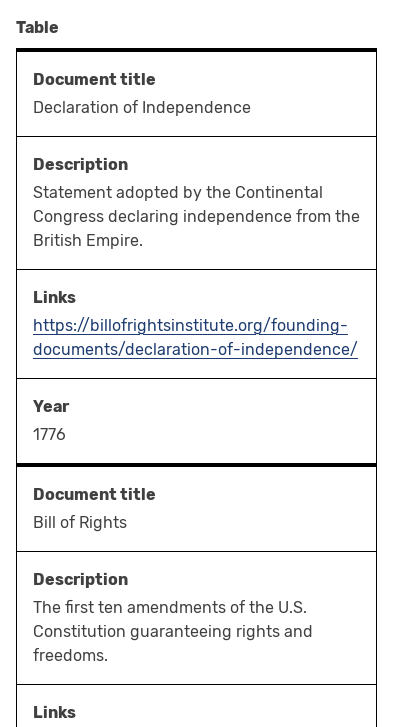 Table
Document title
Declaration of Independence
Description
Statement adopted by the Continental
Congress declaring independence from the
British Empire.
Links
https://billofrightsinstitute.org/founding-
documents/declaration-of-independence/
Year
1776
Document title
Bill of Rights
Description
The first ten amendments of the U.S.
Constitution guaranteeing rights and
freedoms.
Links